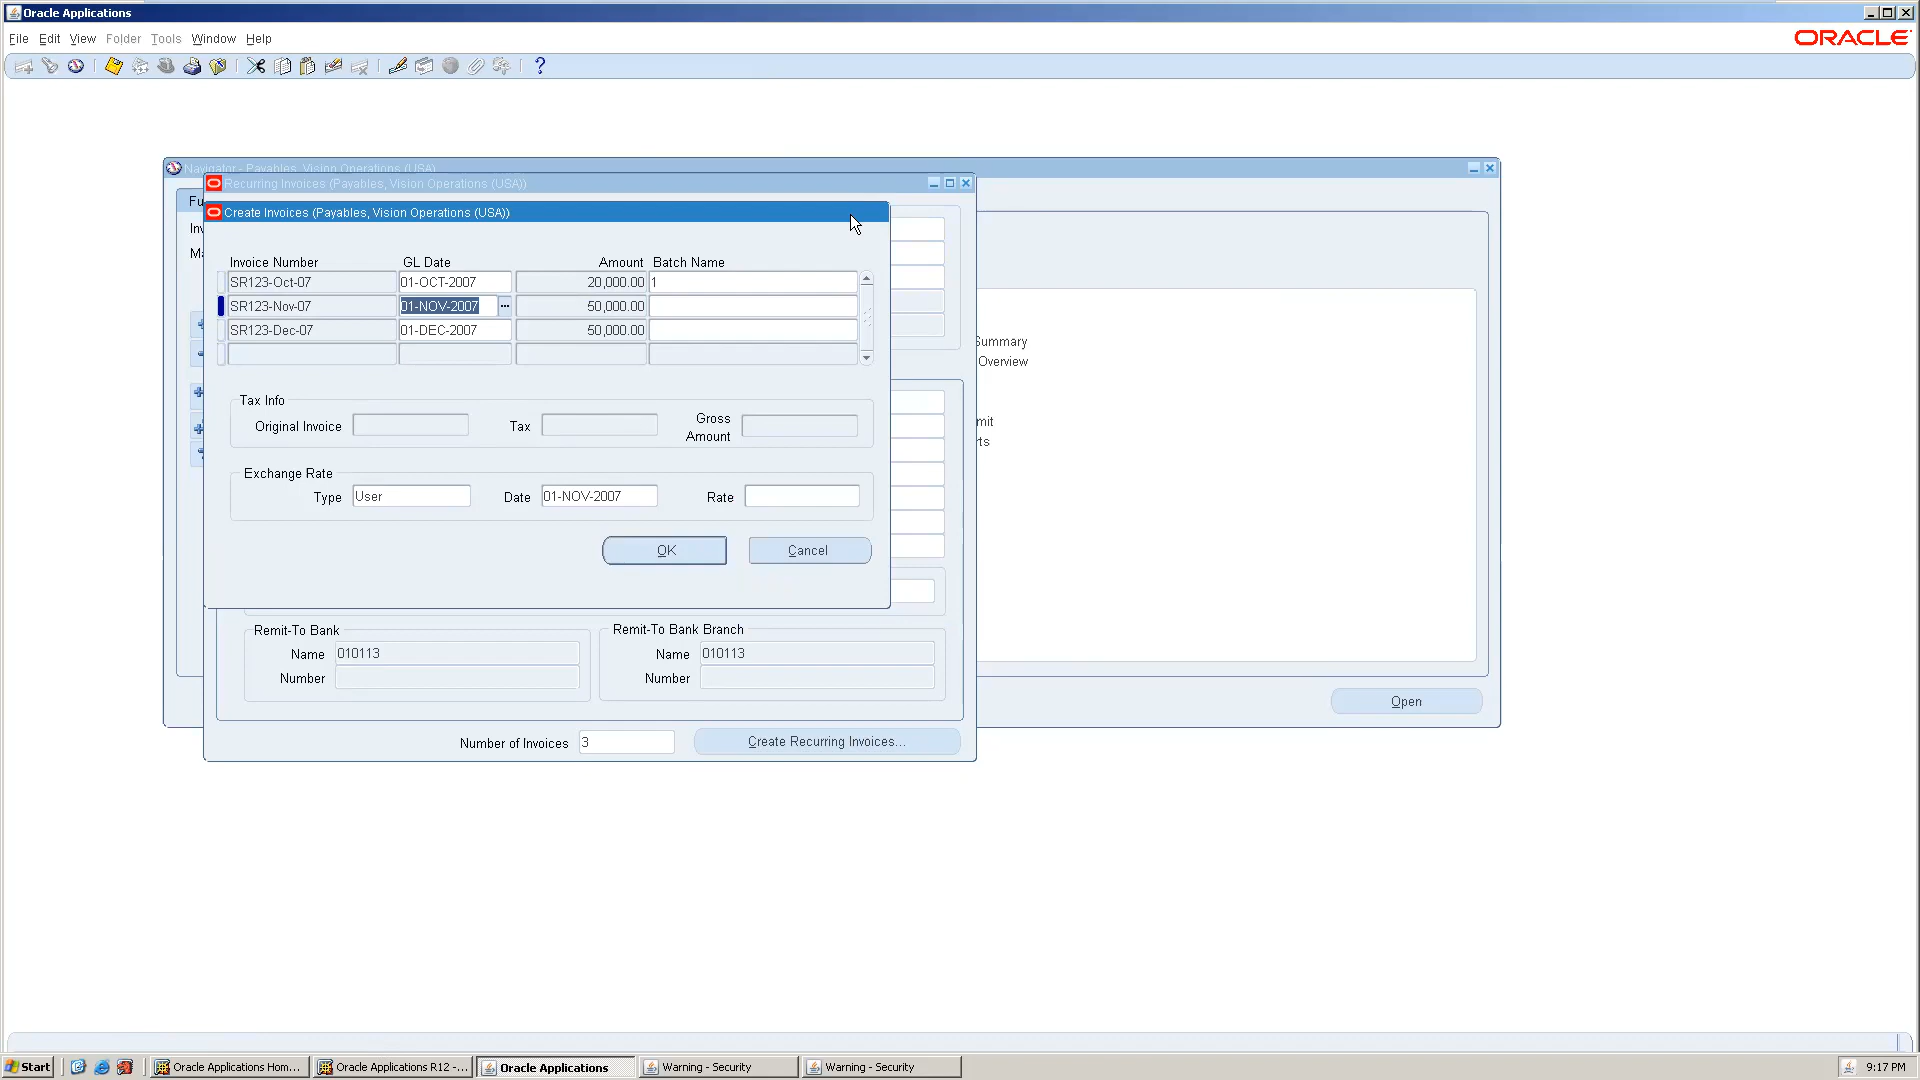 Oracle Applications
File Edit View Folder Tools Window Help
ORACLE
Navigator - Payables, Vision Operations (USA)
Recurring Invoices (Payables, Vision Operations (USA))
Create Invoices (Payables, Vision Operations (USA))
Invoice Number GL Date Amount Batch Name
SR123-Oct-07 01-OCT-2007 20,000.00 1
SR123-Nov-07 01-NOV-2007 ... 50,000.00
SR123-Dec-07 01-DEC-2007 50,000.00
Summary
Overview
Tax Info
Original Invoice Tax Gross Amount
Exchange Rate
Type User Date 01-NOV-2007 Rate
OK Cancel
Remit-To Bank Remit-To Bank Branch
Name 010113 Name 010113
Number Number
Open
Number of Invoices 3 Create Recurring Invoices...
Start Oracle Applications Hom... Oracle Applications R12 -... Oracle Applications Warning - Security Warning - Security 9:17 PM